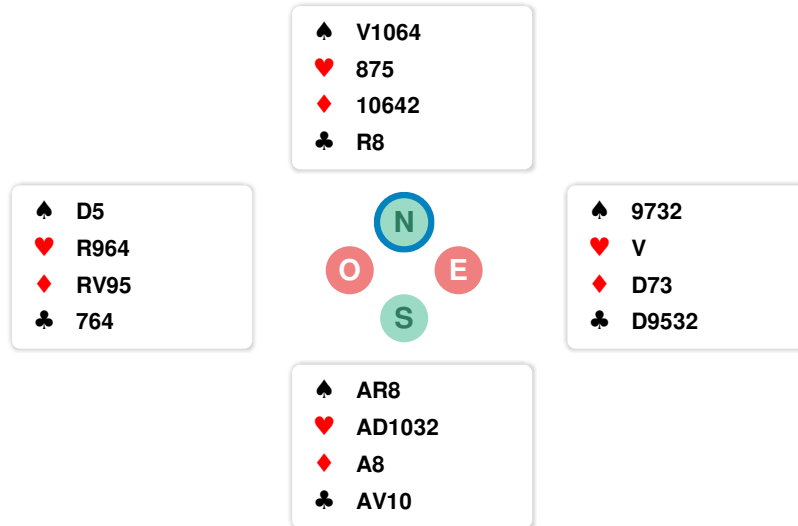 ♠ V1064
♥ 875
♦ 10642
♣ R8
♠ D5
♥ R964
♦ RV95
♣ 764
N
O E
S
♠ 9732
♥ V
♦ D73
♣ D9532
♠ AR8
♥ AD1032
♦ A8
♣ AV10